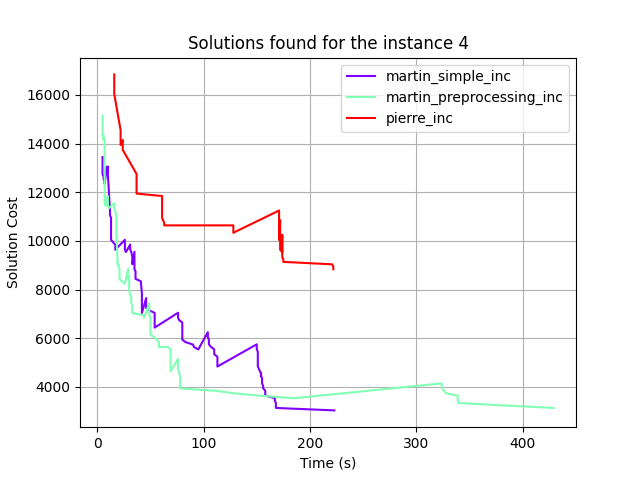 Solutions found for the instance 4
martin_simple_inc
martin_preprocessing_inc
pierre_inc
16000
14000
12000
10000
8000
6000
4000
Solution Cost
0
100
200
300
400
Time (s)